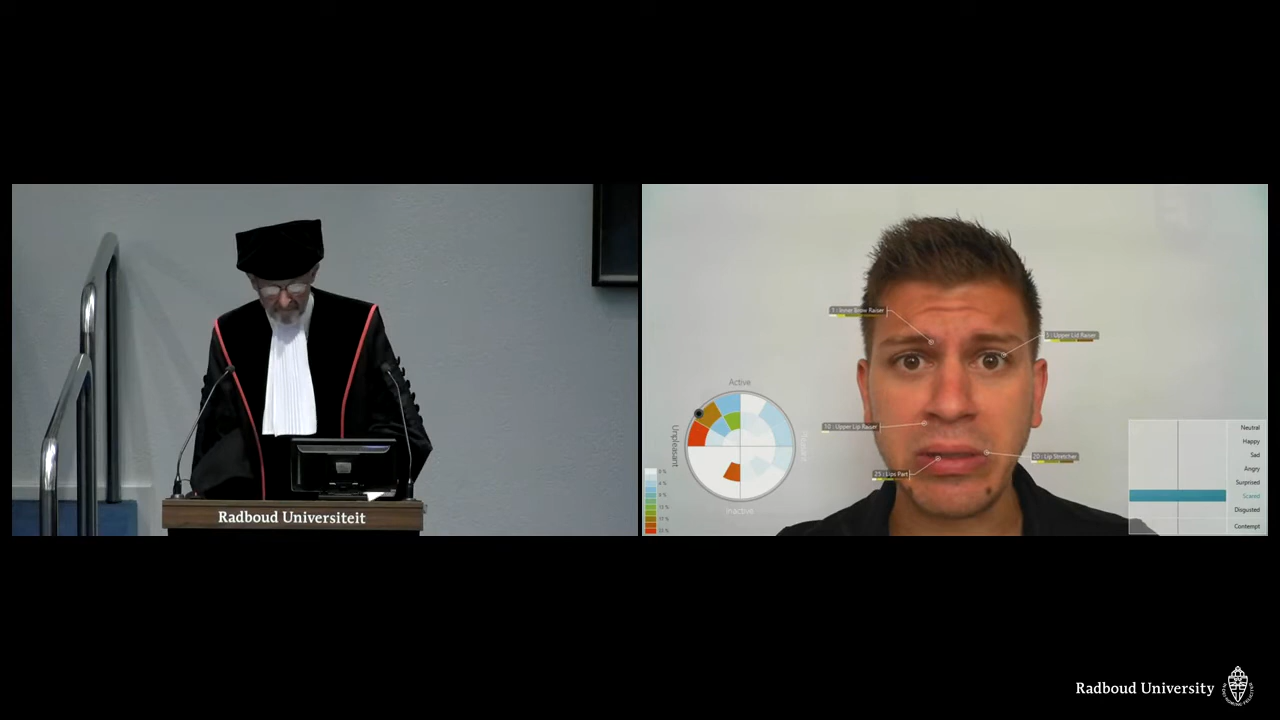 Radboud Universiteit
1 : Inner Brow Raiser
5 : Upper Lid Raiser
10 : Upper Lip Raiser
20 : Lip Stretcher
25 : Lips Part
Active
Unpleasant
Inactive
Neutral
Happy
Sad
Angry
Surprised
Scared
Disgusted
Contempt
Radboud University